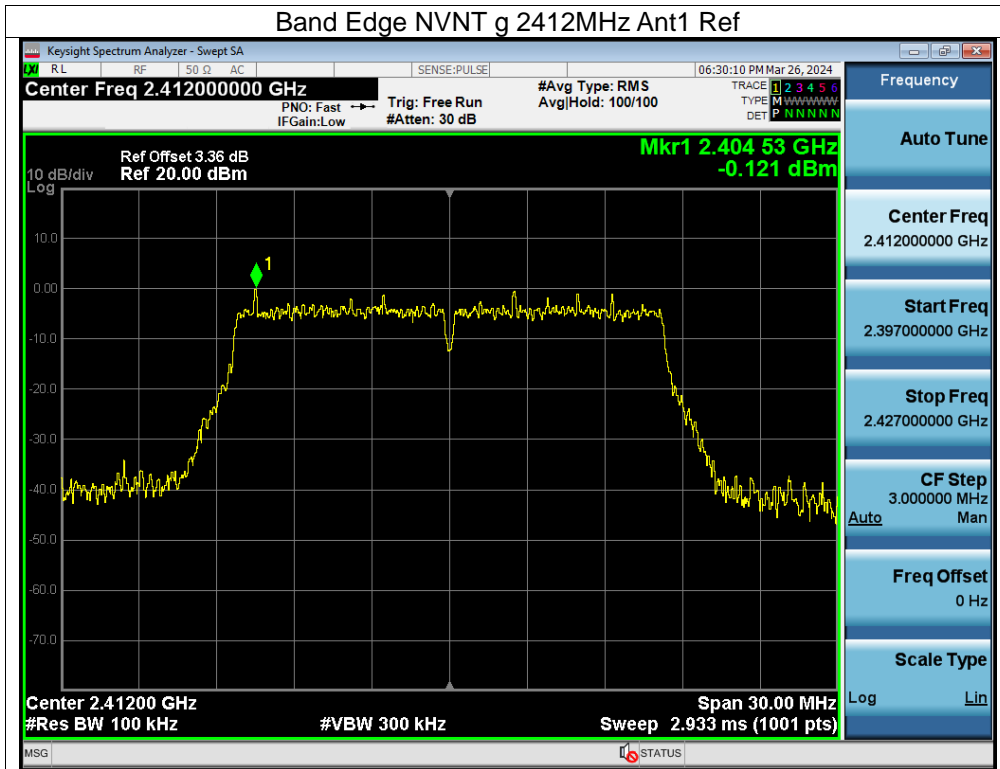 Band Edge NVNT g 2412MHz Ant1 Ref
Keysight Spectrum Analyzer - Swept SA
LXI RL RF 50 Ω AC SENSE:PULSE 06:30:10 PM Mar 26, 2024
Center Freq 2.412000000 GHz
PNO: Fast
IFGain:Low
Trig: Free Run
#Atten: 30 dB
#Avg Type: RMS
Avg|Hold: 100/100
TRACE 1 2 3 4 5 6
TYPE M WWWWW
DET P N N N N N
Frequency
Mkr1 2.404 53 GHz
-0.121 dBm
Ref Offset 3.36 dB
Ref 20.00 dBm
10 dB/div
Log
10.0
0.00
-10.0
-20.0
-30.0
-40.0
-50.0
-60.0
-70.0
1
Center 2.41200 GHz
#Res BW 100 kHz
#VBW 300 kHz
Span 30.00 MHz
Sweep 2.933 ms (1001 pts)
Auto Tune
Center Freq
2.412000000 GHz
Start Freq
2.397000000 GHz
Stop Freq
2.427000000 GHz
CF Step
3.000000 MHz
Auto Man
Freq Offset
0 Hz
Scale Type
Log Lin
MSG STATUS